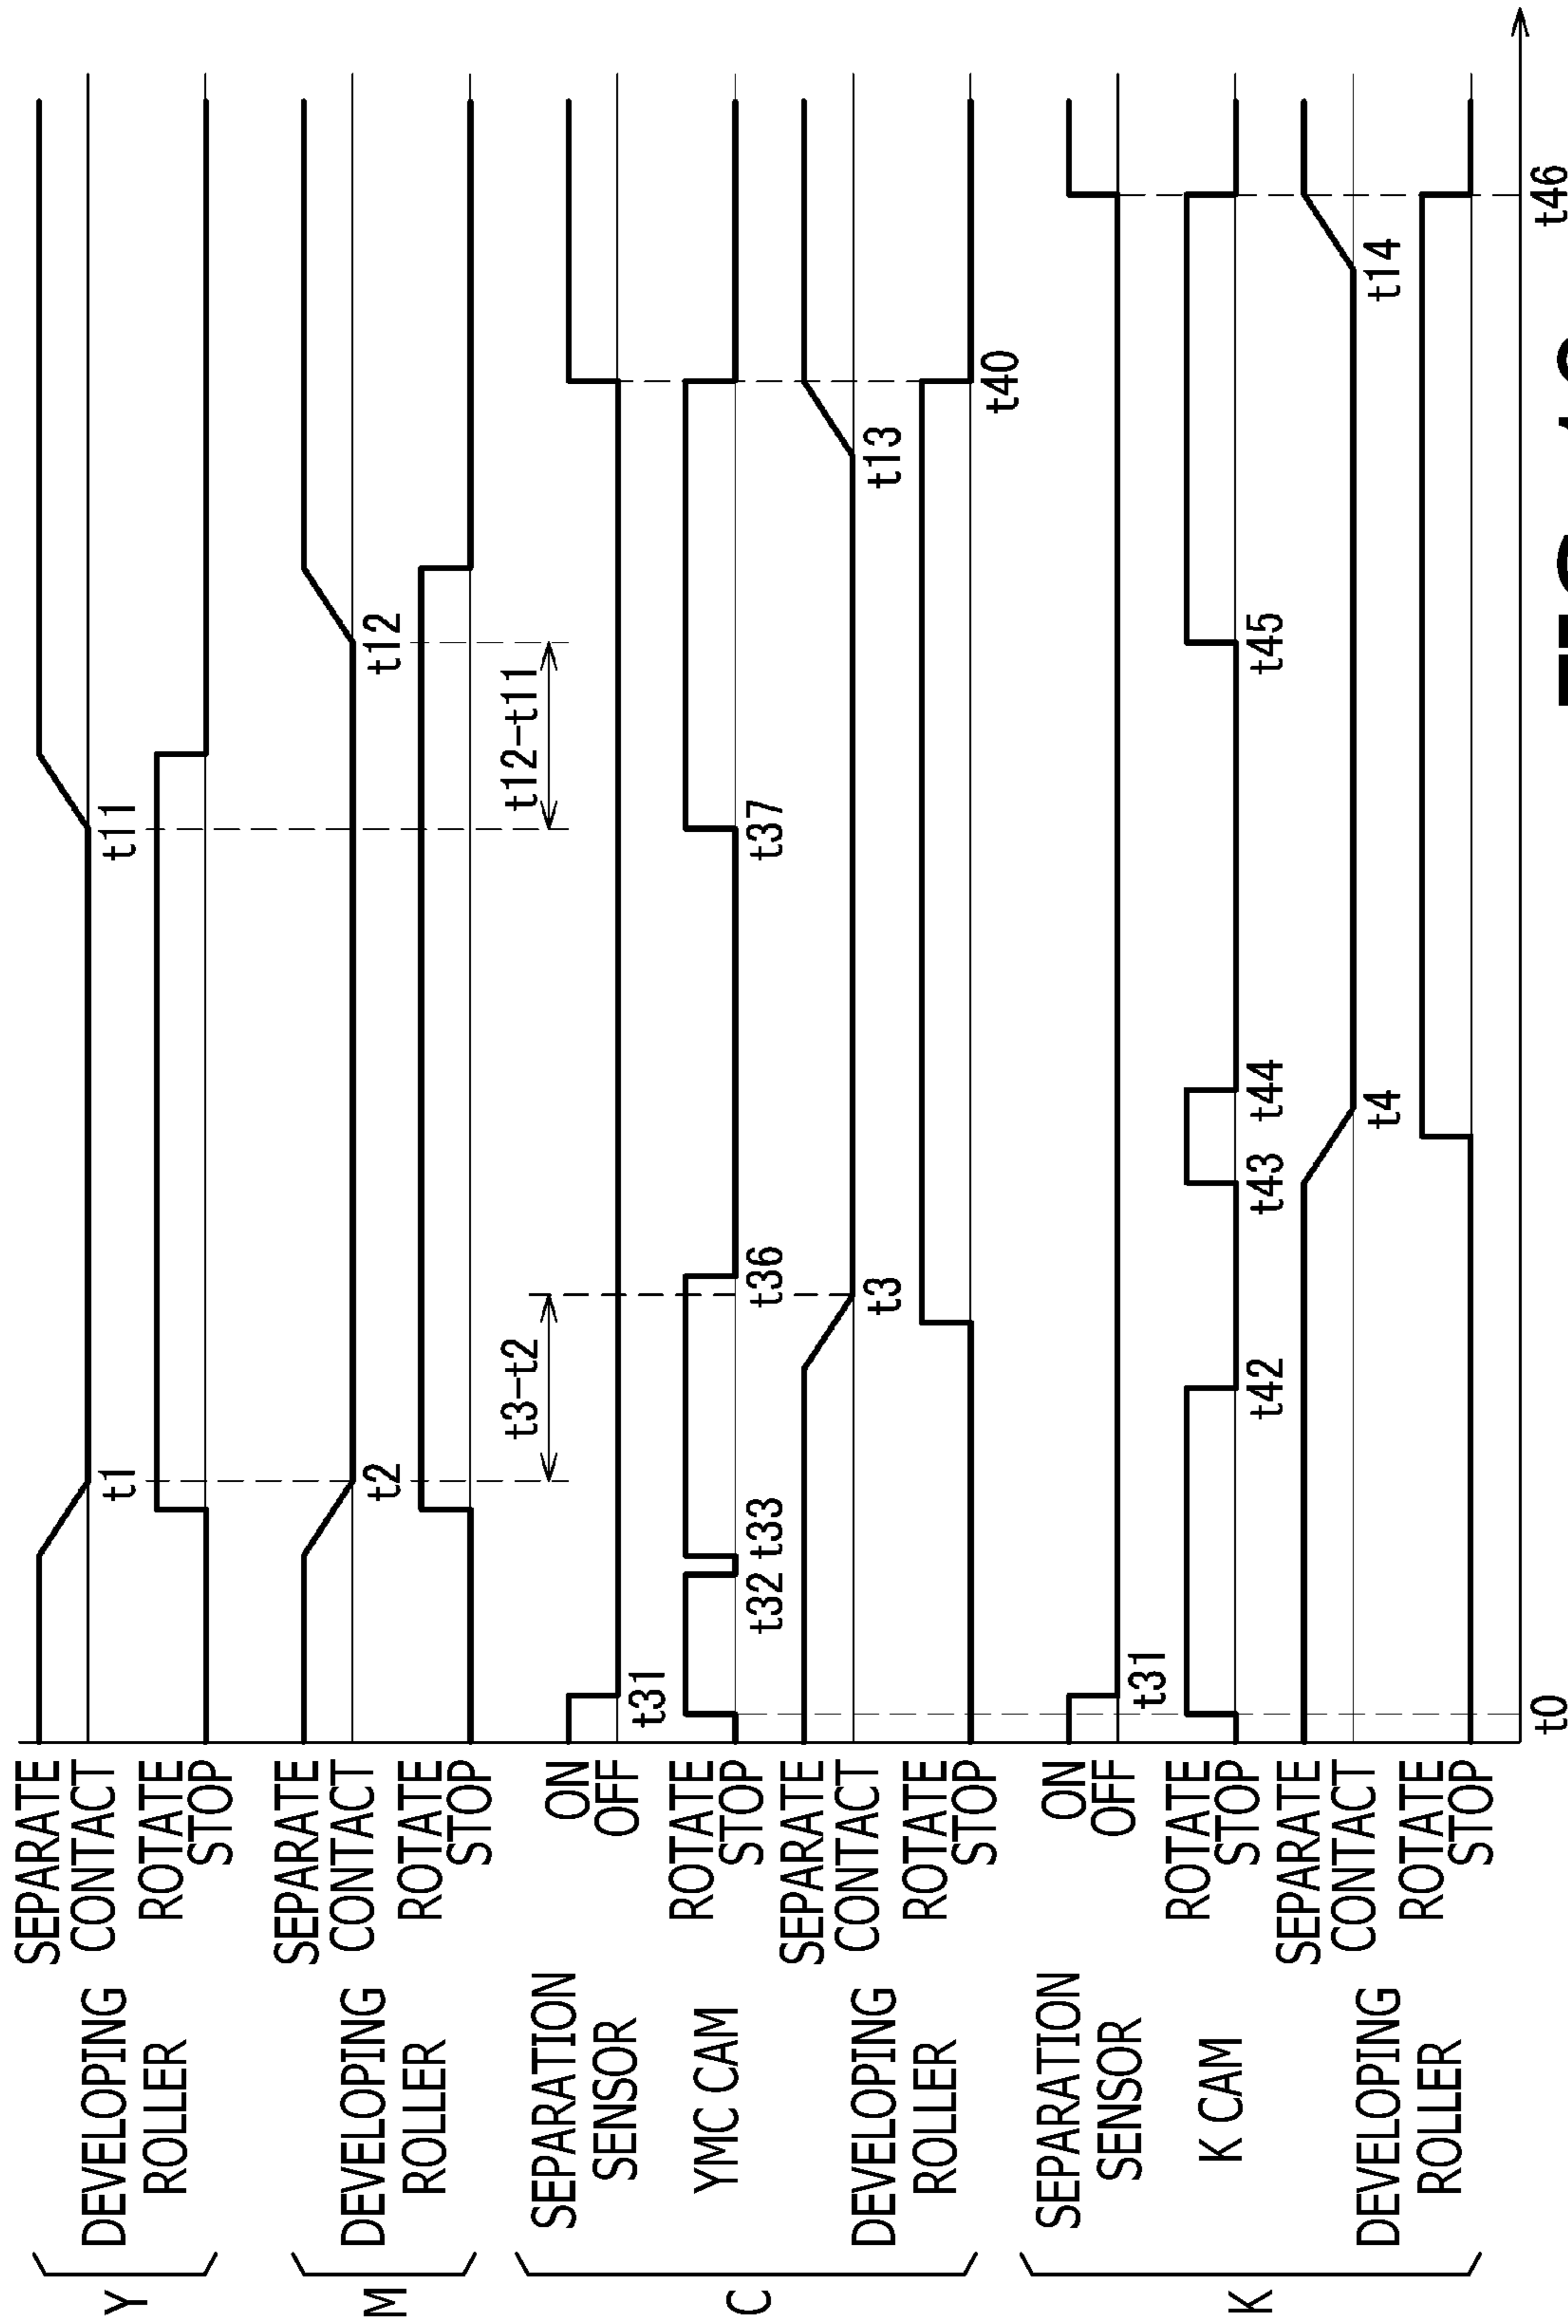 Y
DEVELOPING
ROLLER
SEPARATE
CONTACT
ROTATE
STOP
t1
t11
M
DEVELOPING
ROLLER
SEPARATE
CONTACT
ROTATE
STOP
t2
t12
t3-t2
t12-t11
C
SEPARATION
SENSOR
ON
OFF
t31
YMC CAM
ROTATE
STOP
t32
t33
t36
t37
DEVELOPING
ROLLER
SEPARATE
CONTACT
ROTATE
STOP
t3
t13
t40
K
SEPARATION
SENSOR
ON
OFF
t31
K CAM
ROTATE
STOP
t42
t43
t44
t45
DEVELOPING
ROLLER
SEPARATE
CONTACT
ROTATE
STOP
t4
t14
t0
t46